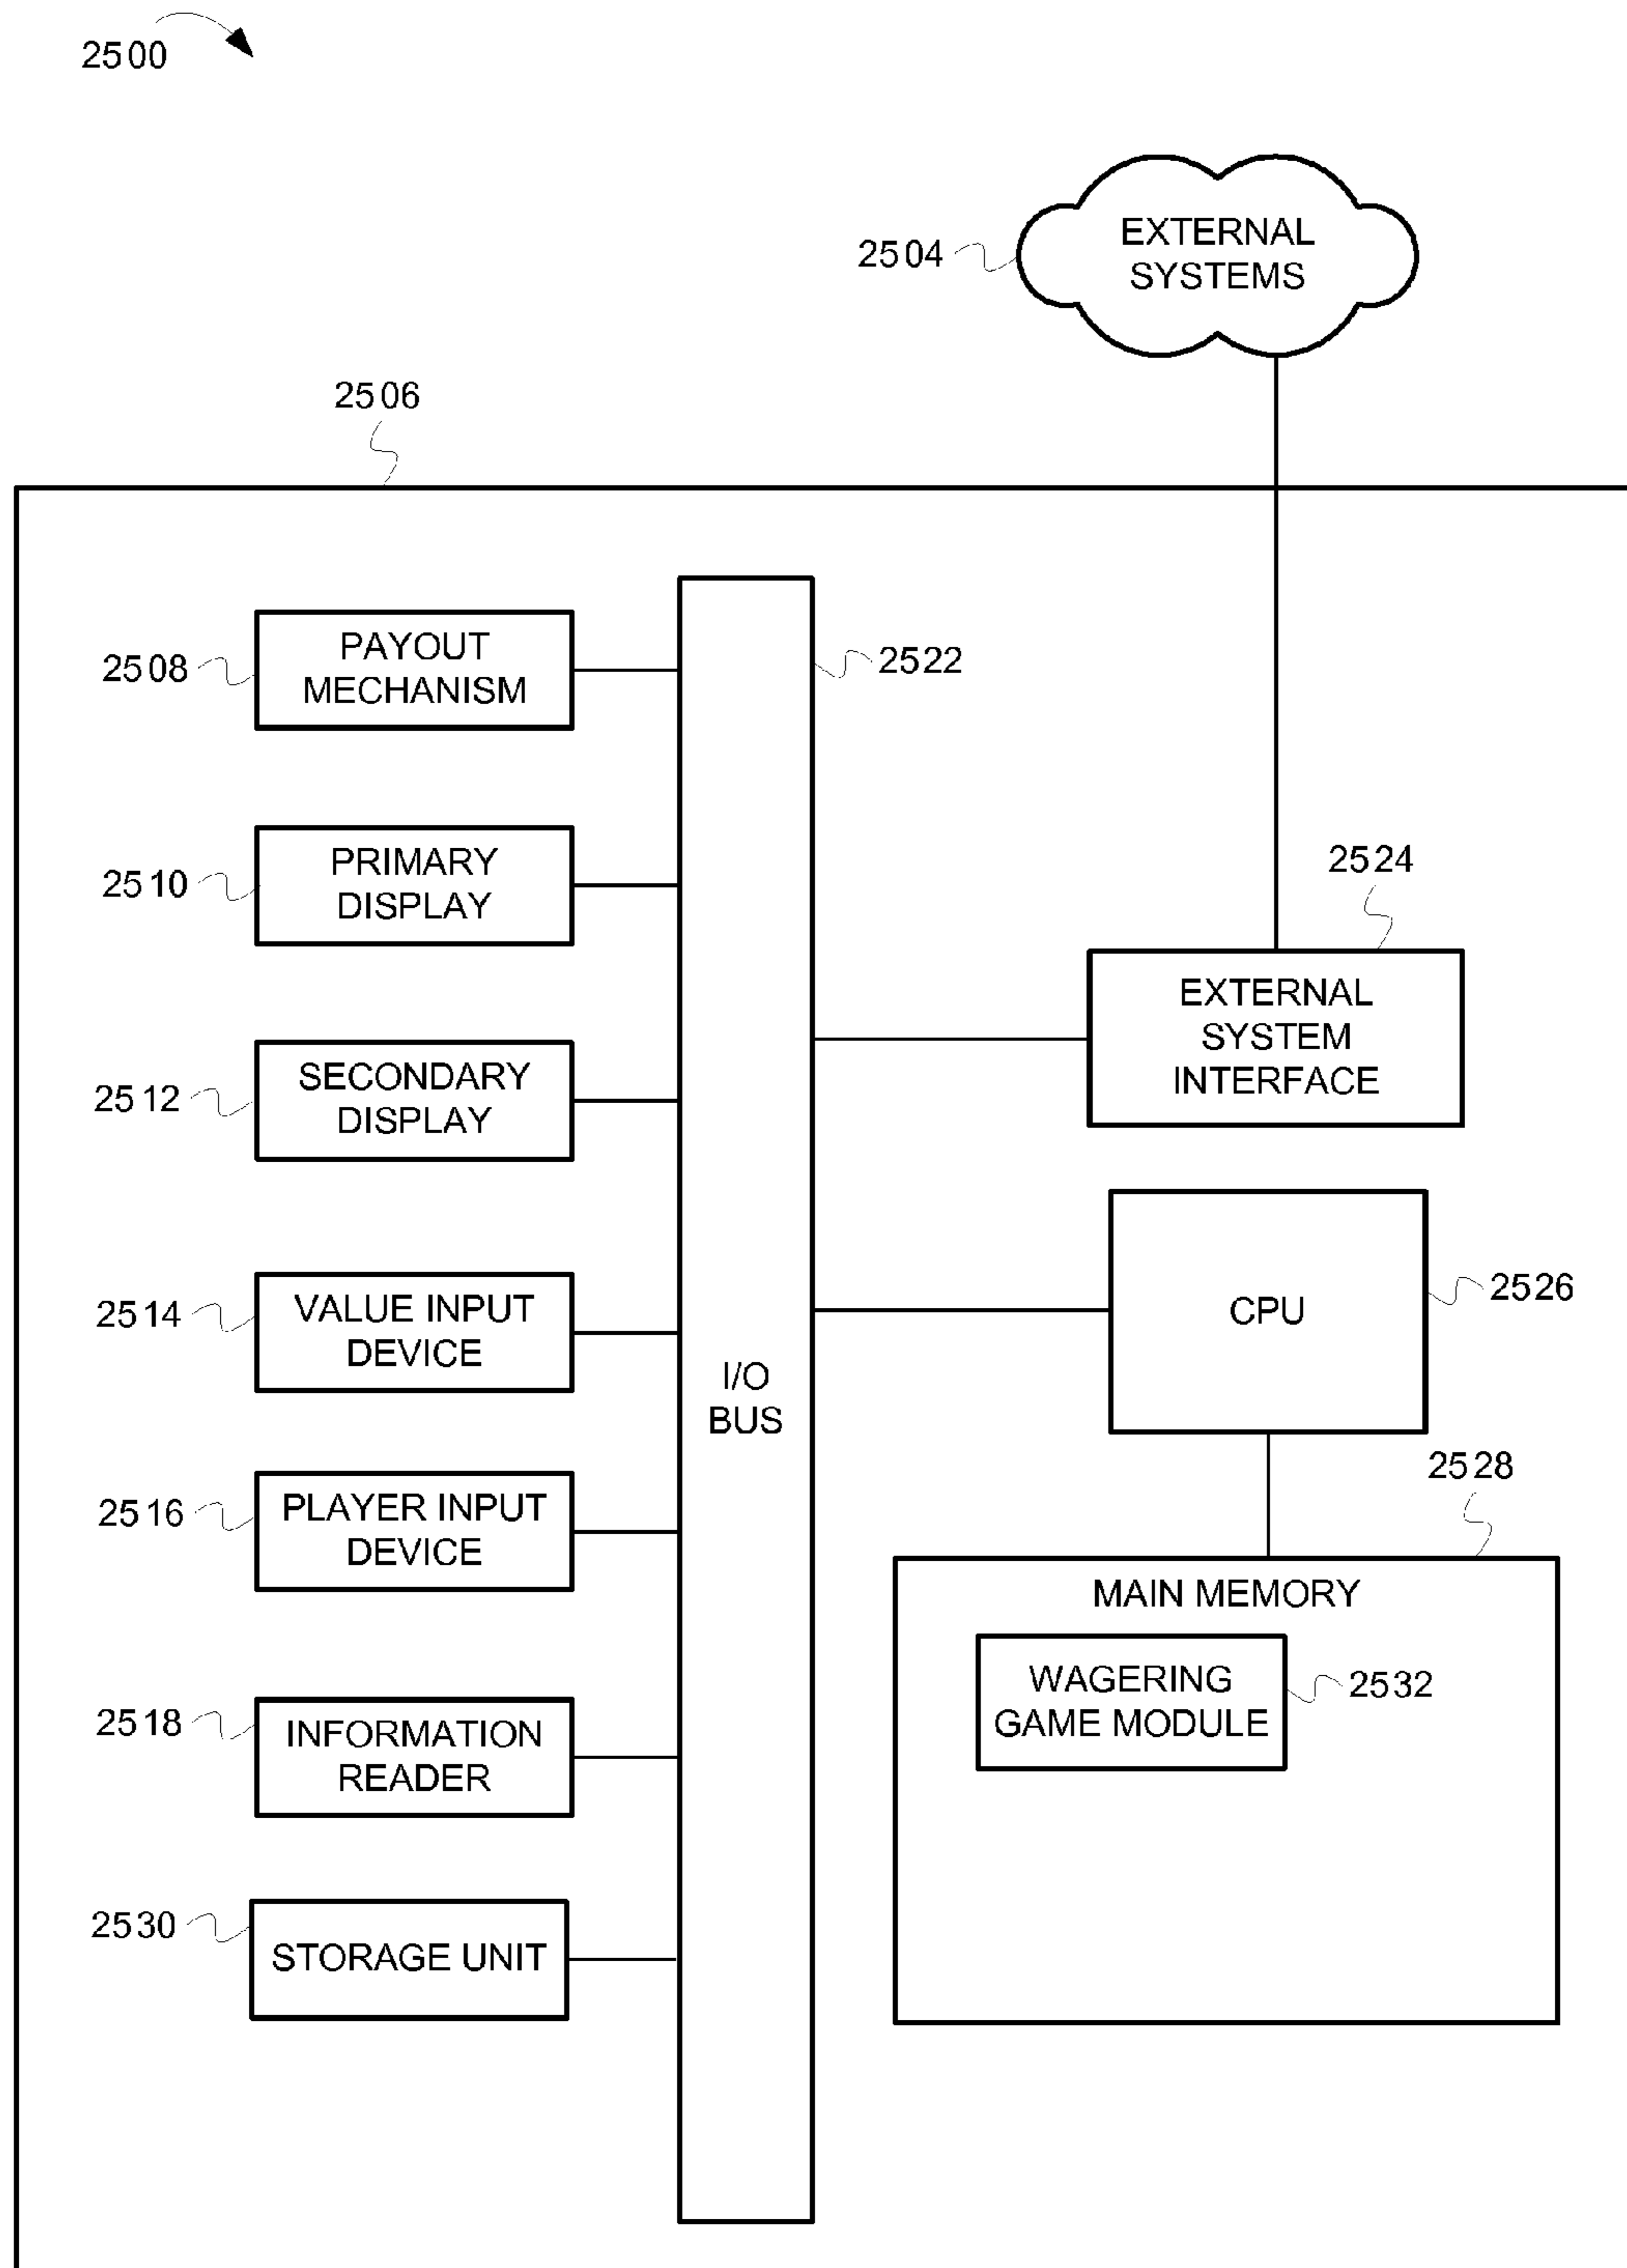 2500
EXTERNAL
SYSTEMS
2504
2506
PAYOUT
MECHANISM
2508
2522
PRIMARY
DISPLAY
2510
2524
EXTERNAL
SYSTEM
INTERFACE
SECONDARY
DISPLAY
2512
VALUE INPUT
DEVICE
2514
CPU
2526
I/O
BUS
2528
PLAYER INPUT
DEVICE
2516
MAIN MEMORY
WAGERING
GAME MODULE
2532
INFORMATION
READER
2518
STORAGE UNIT
2530